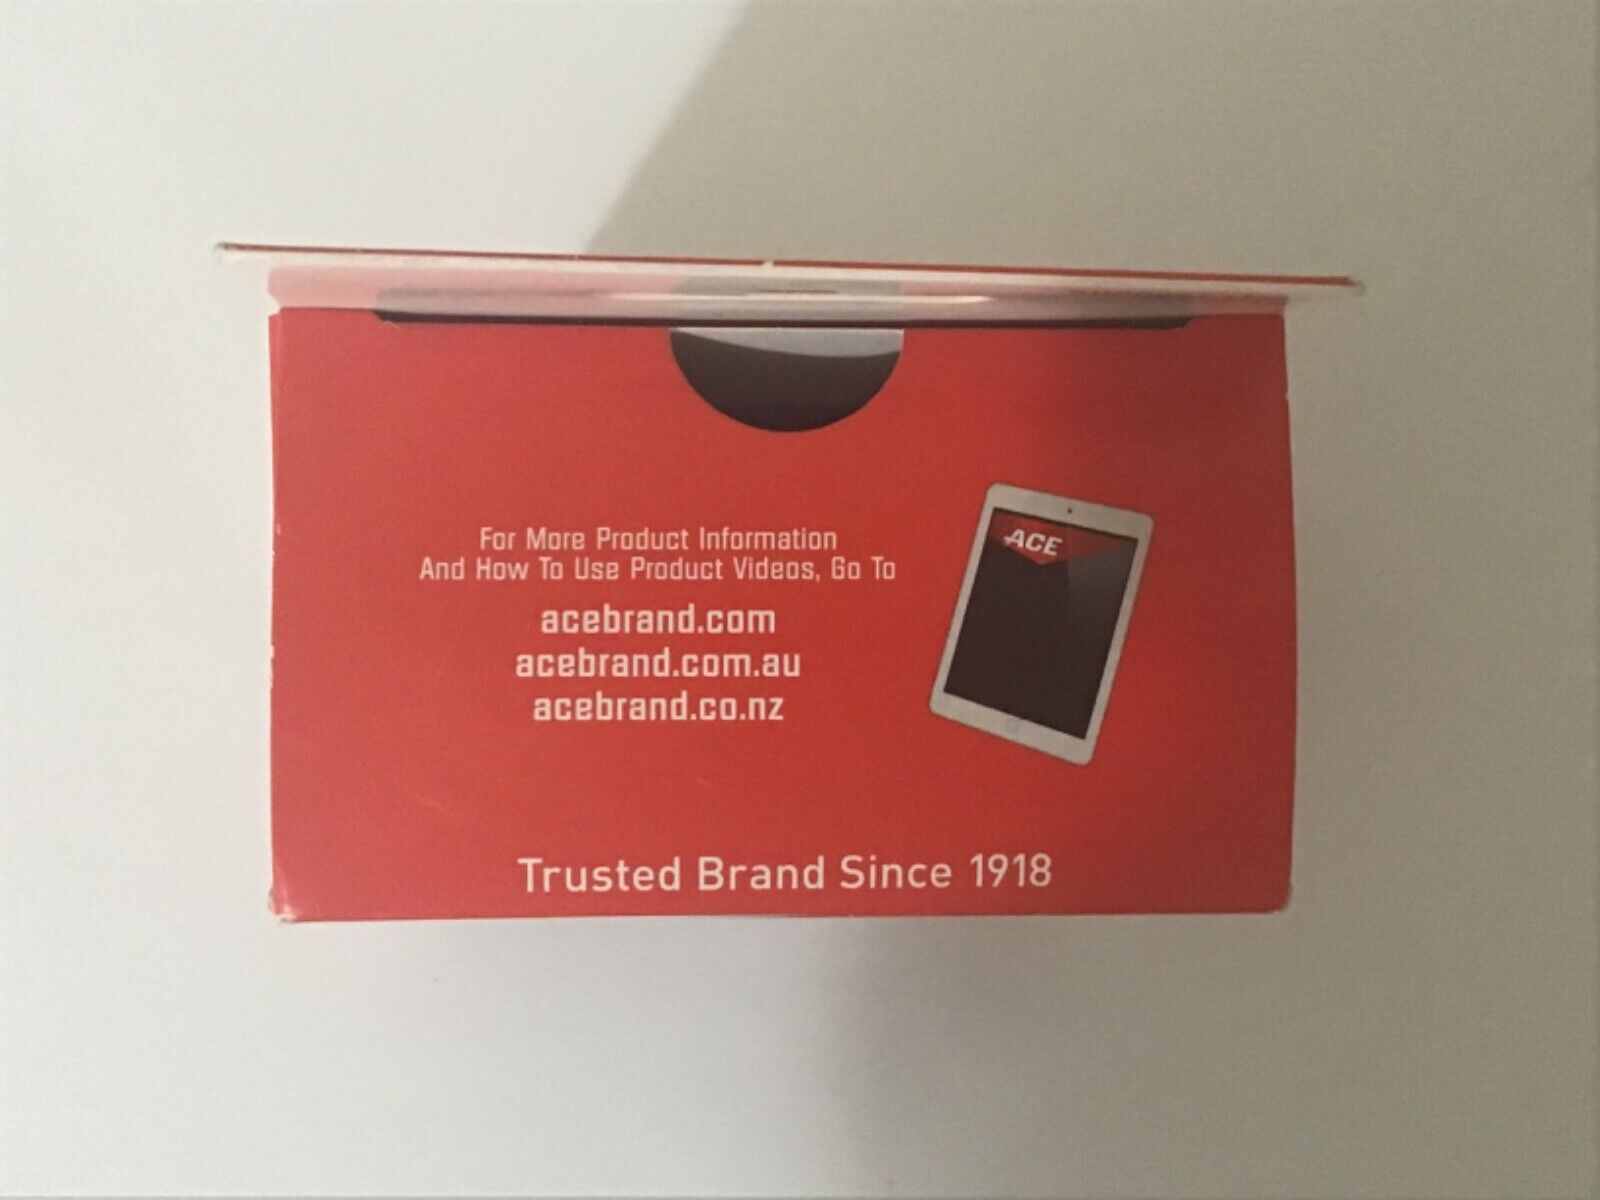 For More Product Information
And How To Use Product Videos, Go To
acebrand.com
acebrand.com.au
acebrand.co.nz
ACE
Trusted Brand Since 1918